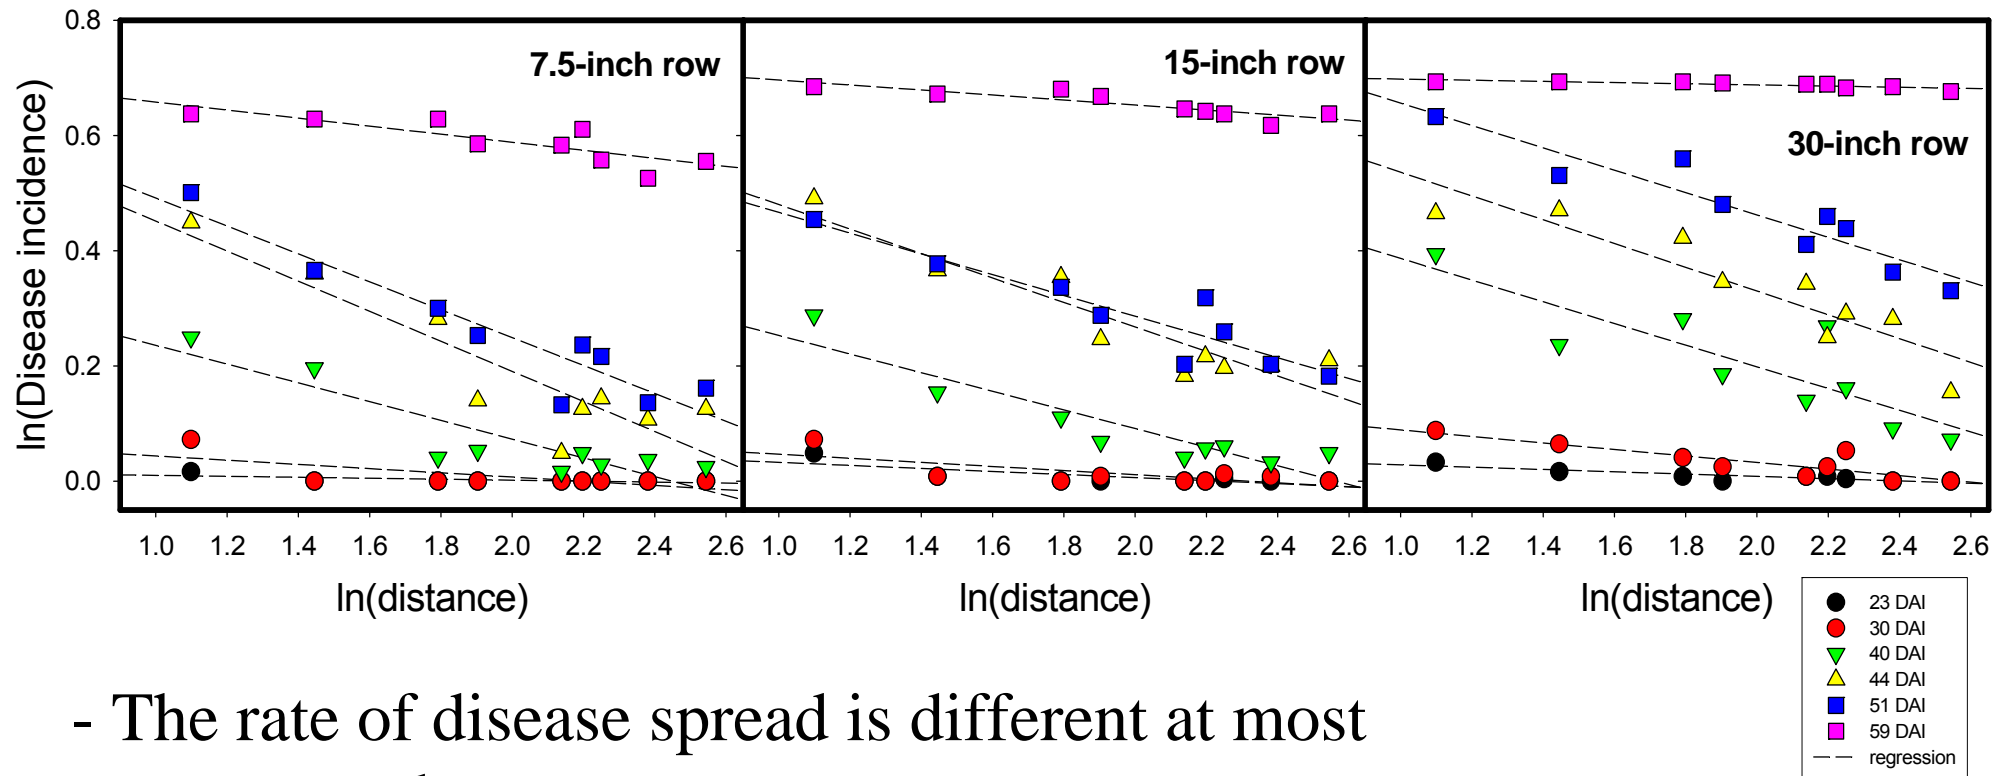 0.8
0.6
0.4
0.2
0.0
ln(Disease incidence)
7.5-inch row
15-inch row
30-inch row
1.0 1.2 1.4 1.6 1.8 2.0 2.2 2.4 2.6
1.0 1.2 1.4 1.6 1.8 2.0 2.2 2.4 2.6
1.0 1.2 1.4 1.6 1.8 2.0 2.2 2.4 2.6
ln(distance)
ln(distance)
ln(distance)
23 DAI
30 DAI
40 DAI
44 DAI
51 DAI
59 DAI
regression
- The rate of disease spread is different at most